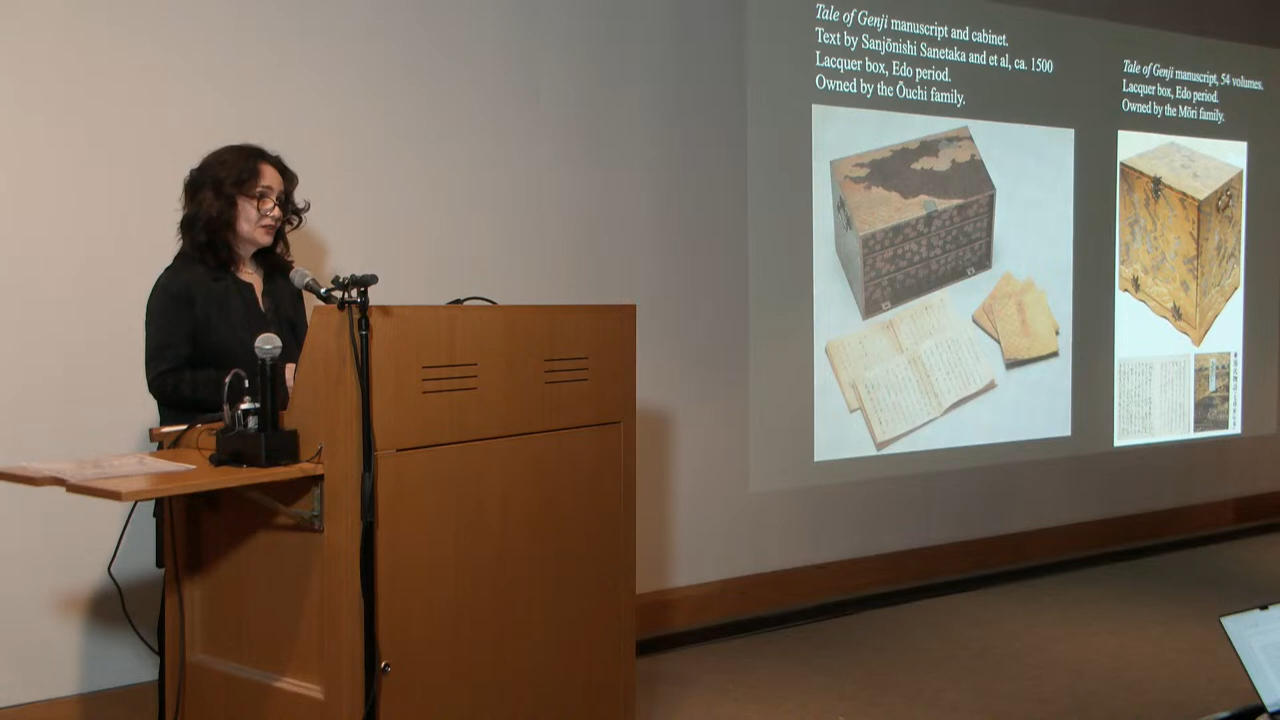 Tale of Genji manuscript and cabinet.
Text by Sanjōnishi Sanetaka and et al, ca. 1500
Lacquer box, Edo period.
Owned by the Ōuchi family.
Tale of Genji manuscript, 54 volumes.
Lacquer box, Edo period.
Owned by the Mōri family.